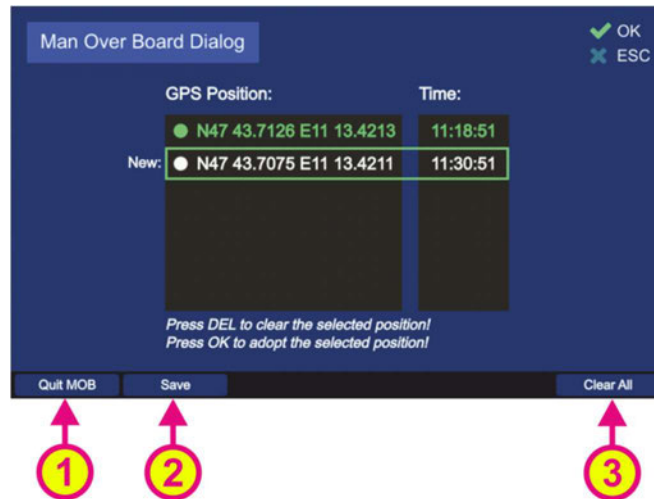 Man Over Board Dialog
OK
ESC
GPS Position: Time:
N47 43.7126 E11 13.4213 11:18:51
New: N47 43.7075 E11 13.4211 11:30:51
Press DEL to clear the selected position!
Press OK to adopt the selected position!
Quit MOB Save Clear All
1 2 3